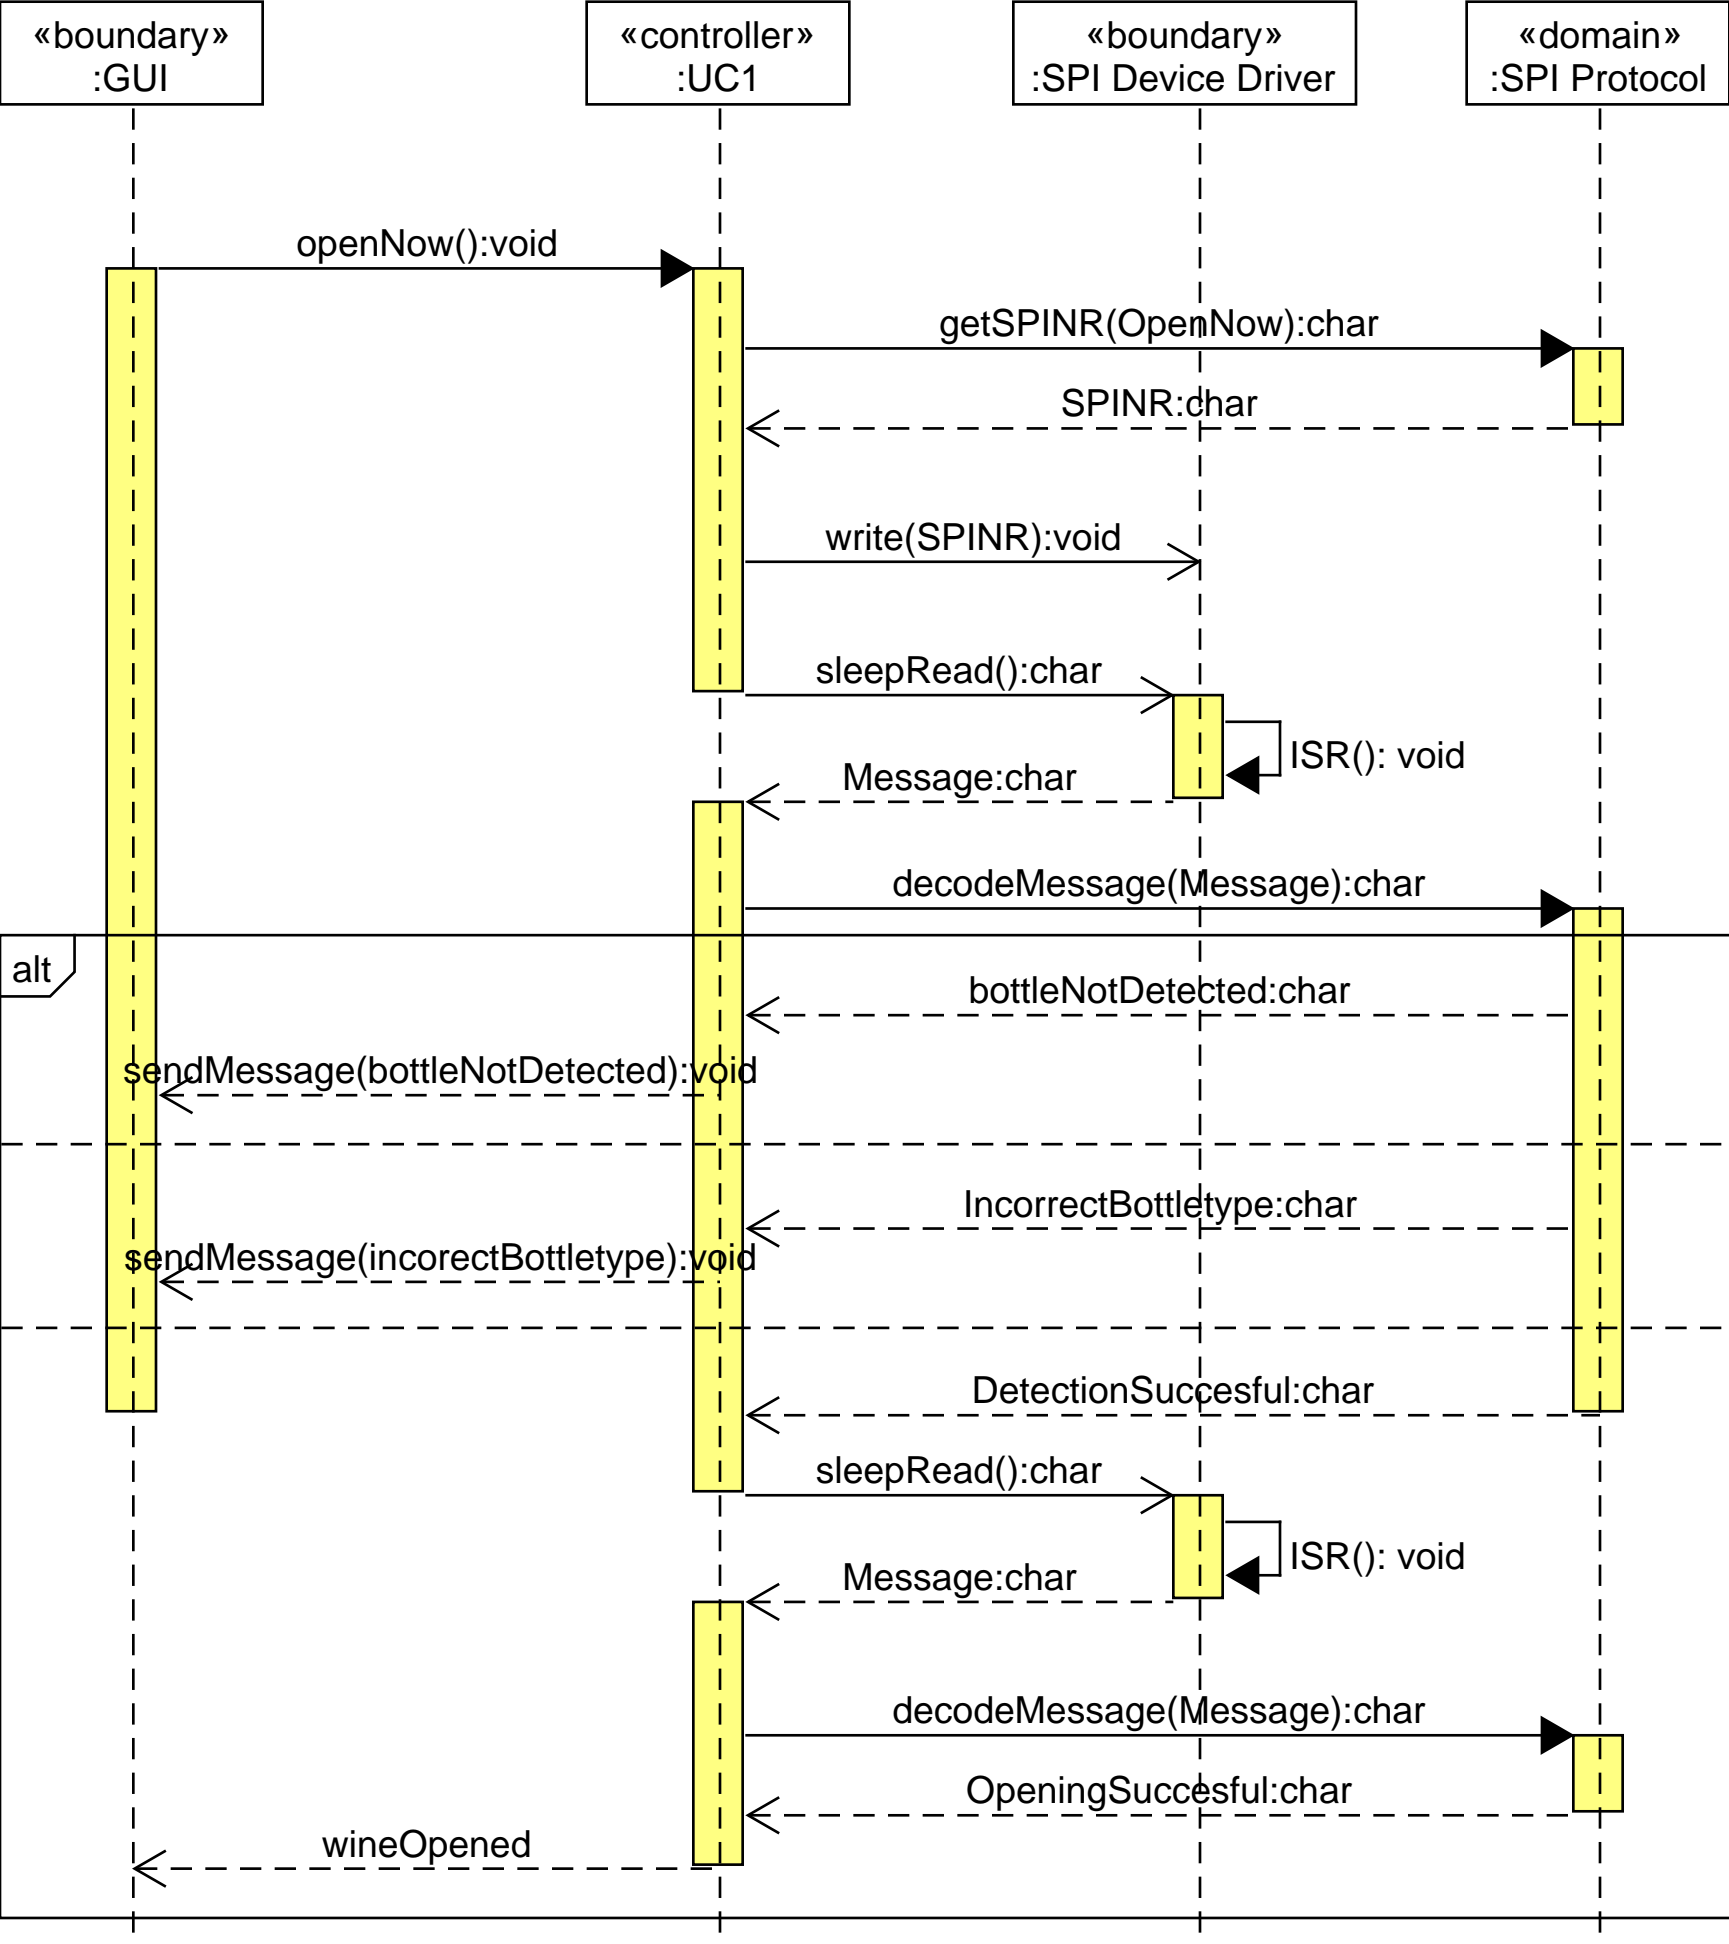 «boundary»
:GUI
«controller»
:UC1
«boundary»
:SPI Device Driver
«domain»
:SPI Protocol
openNow():void
getSPINR(OpenNow):char
SPINR:char
write(SPINR):void
sleepRead():char
ISR(): void
Message:char
decodeMessage(Message):char
alt
bottleNotDetected:char
sendMessage(bottleNotDetected):void
IncorrectBottletype:char
sendMessage(incorectBottletype):void
DetectionSuccesful:char
sleepRead():char
ISR(): void
Message:char
decodeMessage(Message):char
OpeningSuccesful:char
wineOpened